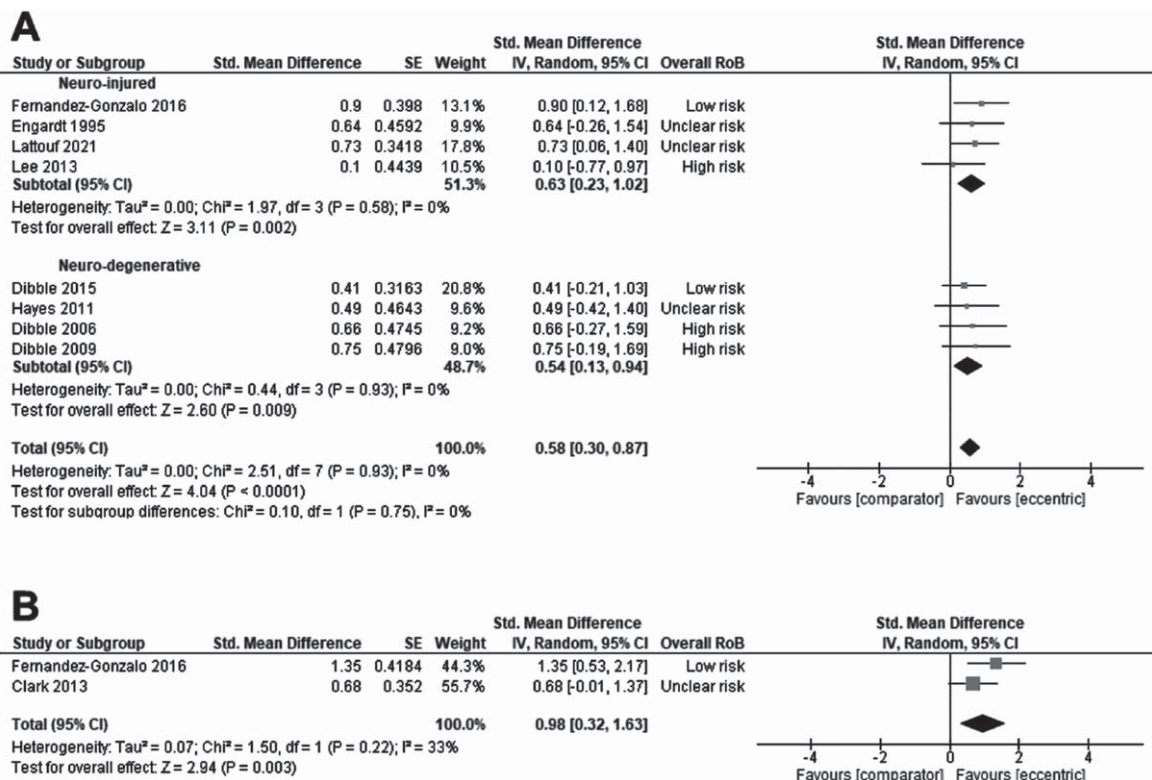 A
Std. Mean Difference Std. Mean Difference
Study or Subgroup Std. Mean Difference SE Weight IV, Random, 95% CI Overall RoB IV, Random, 95% CI
Neuro-injured
Fernandez-Gonzalo 2016 0.9 0.398 13.1% 0.90 [0.12, 1.68] Low risk
Engardt 1995 0.64 0.4592 9.9% 0.64 [-0.26, 1.54] Unclear risk
Lattouf 2021 0.73 0.3418 17.8% 0.73 [0.06, 1.40] Unclear risk
Lee 2013 0.1 0.4439 10.5% 0.10 [-0.77, 0.97] High risk
Subtotal (95% CI) 51.3% 0.63 [0.23, 1.02]
Heterogeneity: Tau² = 0.00; Chi² = 1.97, df = 3 (P = 0.58); I² = 0%
Test for overall effect: Z = 3.11 (P = 0.002)
Neuro-degenerative
Dibble 2015 0.41 0.3163 20.8% 0.41 [-0.21, 1.03] Low risk
Hayes 2011 0.49 0.4643 9.6% 0.49 [-0.42, 1.40] Unclear risk
Dibble 2006 0.66 0.4745 9.2% 0.66 [-0.27, 1.59] High risk
Dibble 2009 0.75 0.4796 9.0% 0.75 [-0.19, 1.69] High risk
Subtotal (95% CI) 48.7% 0.54 [0.13, 0.94]
Heterogeneity: Tau² = 0.00; Chi² = 0.44, df = 3 (P = 0.93); I² = 0%
Test for overall effect: Z = 2.60 (P = 0.009)
Total (95% CI) 100.0% 0.58 [0.30, 0.87]
Heterogeneity: Tau² = 0.00; Chi² = 2.51, df = 7 (P = 0.93); I² = 0%
-4 -2 0 2 4
Test for overall effect: Z = 4.04 (P < 0.0001)
Favours [comparator] Favours [eccentric]
Test for subgroup differences: Chi² = 0.10, df = 1 (P = 0.75), I² = 0%
B
Std. Mean Difference Std. Mean Difference
Study or Subgroup Std. Mean Difference SE Weight IV, Random, 95% CI Overall RoB IV, Random, 95% CI
Fernandez-Gonzalo 2016 1.35 0.4184 44.3% 1.35 [0.53, 2.17] Low risk
Clark 2013 0.68 0.352 55.7% 0.68 [-0.01, 1.37] Unclear risk
Total (95% CI) 100.0% 0.98 [0.32, 1.63]
Heterogeneity: Tau² = 0.07; Chi² = 1.50, df = 1 (P = 0.22); I² = 33%
-4 -2 0 2 4
Test for overall effect: Z = 2.94 (P = 0.003)
Favours [comparator] Favours [eccentric]